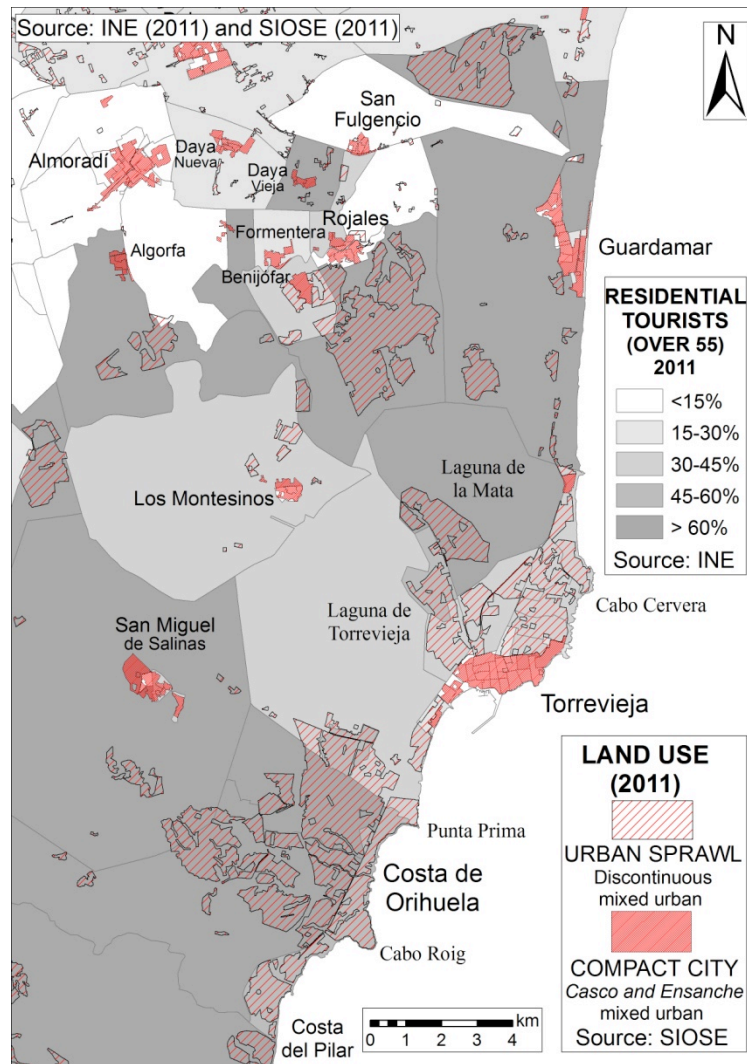 Source: INE (2011) and SIOSE (2011)
N
San
Fulgencio
Almoradí
Daya
Nueva
Daya
Vieja
Formentera
Rojales
Algorfa
Benijófar
Guardamar
RESIDENTIAL
TOURISTS
(OVER 55)
2011
<15%
15-30%
30-45%
45-60%
> 60%
Source: INE
Laguna de
la Mata
Los Montesinos
Cabo Cervera
Laguna de
Torrevieja
San Miguel
de Salinas
Torrevieja
LAND USE
(2011)
URBAN SPRAWL
Discontinuous
mixed urban
COMPACT CITY
Casco and Ensanche
mixed urban
Source: SIOSE
Punta Prima
Costa de
Orihuela
Cabo Roig
Costa
del Pilar
km
0 1 2 3 4